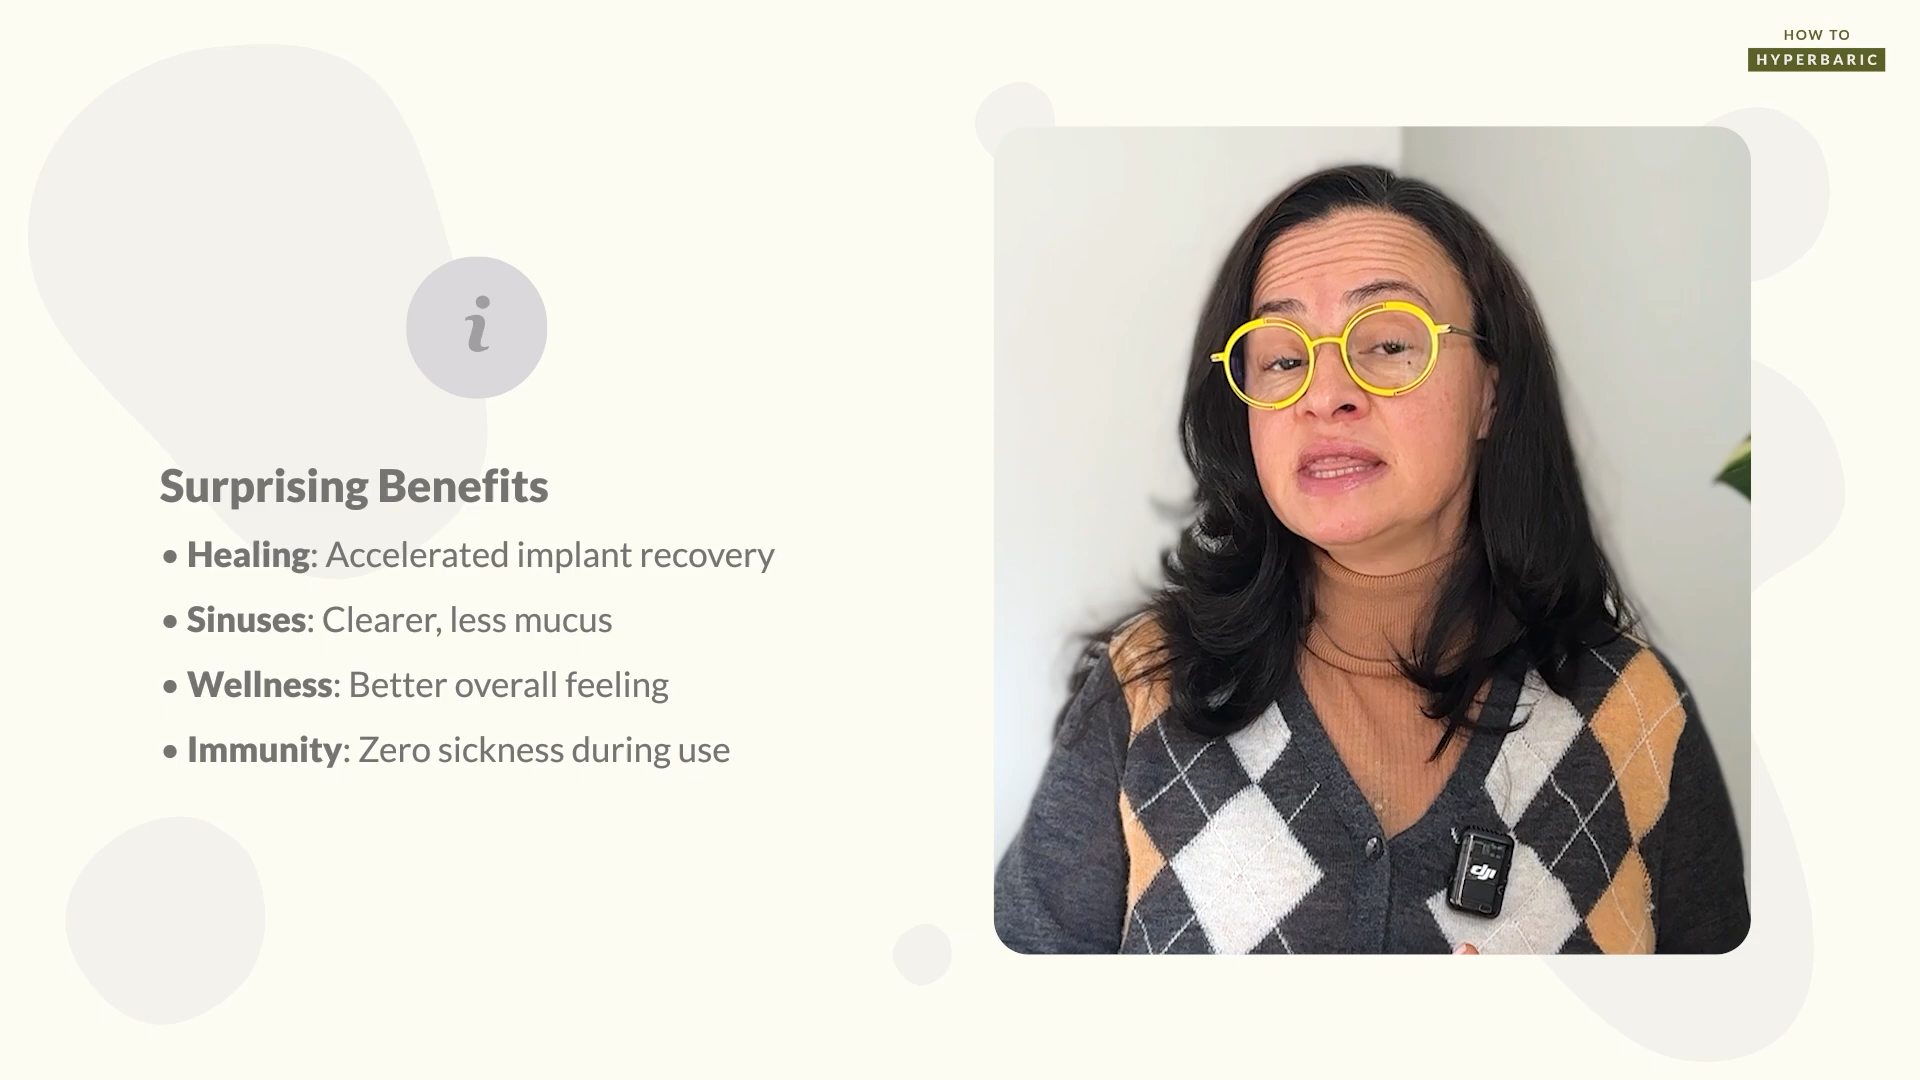 HOW TO
HYPERBARIC
i
Surprising Benefits
• Healing: Accelerated implant recovery
• Sinuses: Clearer, less mucus
• Wellness: Better overall feeling
• Immunity: Zero sickness during use
dji